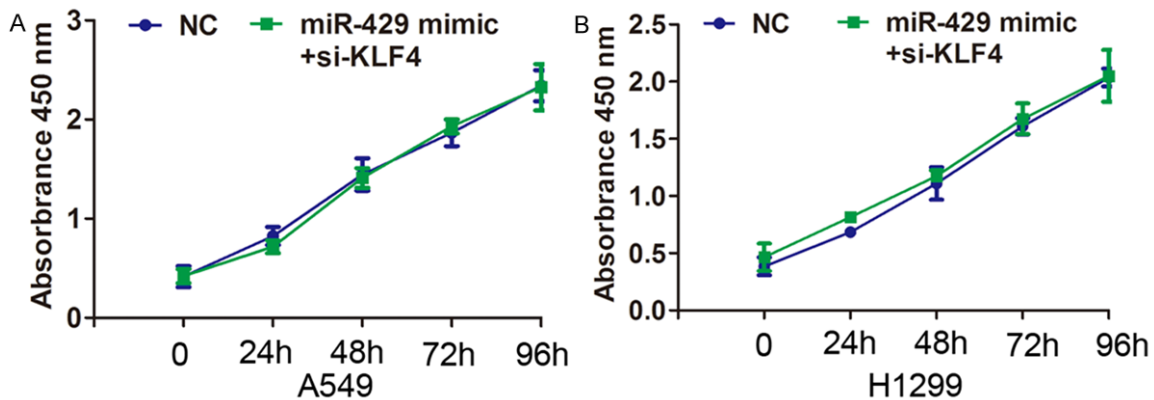 A
NC
miR-429 mimic
+si-KLF4
Absorbrance 450 nm
3
2
1
0
0
24h
48h
72h
96h
A549
B
NC
miR-429 mimic
+si-KLF4
Absorbrance 450 nm
2.5
2.0
1.5
1.0
0.5
0.0
0
24h
48h
72h
96h
H1299